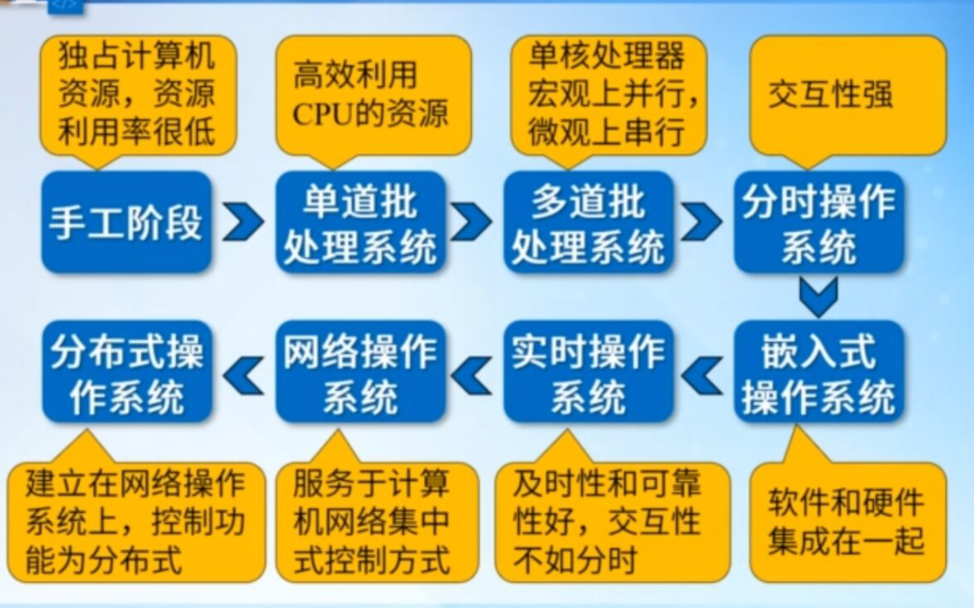 </>
独占计算机
资源，资源
利用率很低
高效利用
CPU的资源
单核处理器
宏观上并行，
微观上串行
交互性强
手工阶段
单道批
处理系统
多道批
处理系统
分时操作
系统
分布式操
作系统
网络操作
系统
实时操作
系统
嵌入式
操作系统
建立在网络操作
系统上，控制功
能为分布式
服务于计算
机网络集中
式控制方式
及时性和可靠
性好，交互性
不如分时
软件和硬件
集成在一起